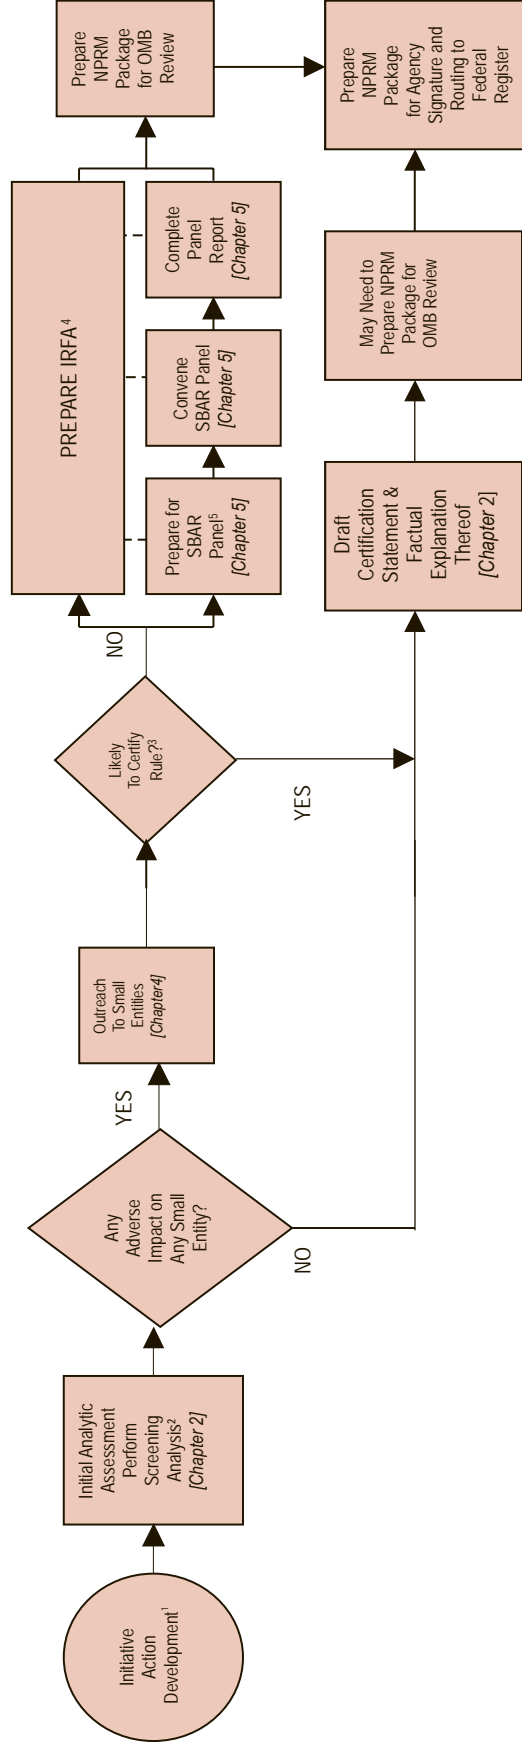 Initiative
Action
Development¹
Initial Analytic
Assessment
Perform
Screening
Analysis²
[Chapter 2]
Any
Adverse
Impact on
Any Small
Entity?
YES
NO
Outreach
To Small
Entities
[Chapter4]
Likely
To Certify
Rule?³
NO
YES
PREPARE IRFA⁴
Prepare for
SBAR
Panel⁵
[Chapter 5]
Convene
SBAR Panel
[Chapter 5]
Complete
Panel
Report
[Chapter 5]
Prepare
NPRM
Package
for OMB
Review
Draft
Certification
Statement &
Factual
Explanation
Thereof
[Chapter 2]
May Need to
Prepare NPRM
Package for
OMB Review
Prepare
NPRM
Package
for Agency
Signature and
Routing to
Federal
Register